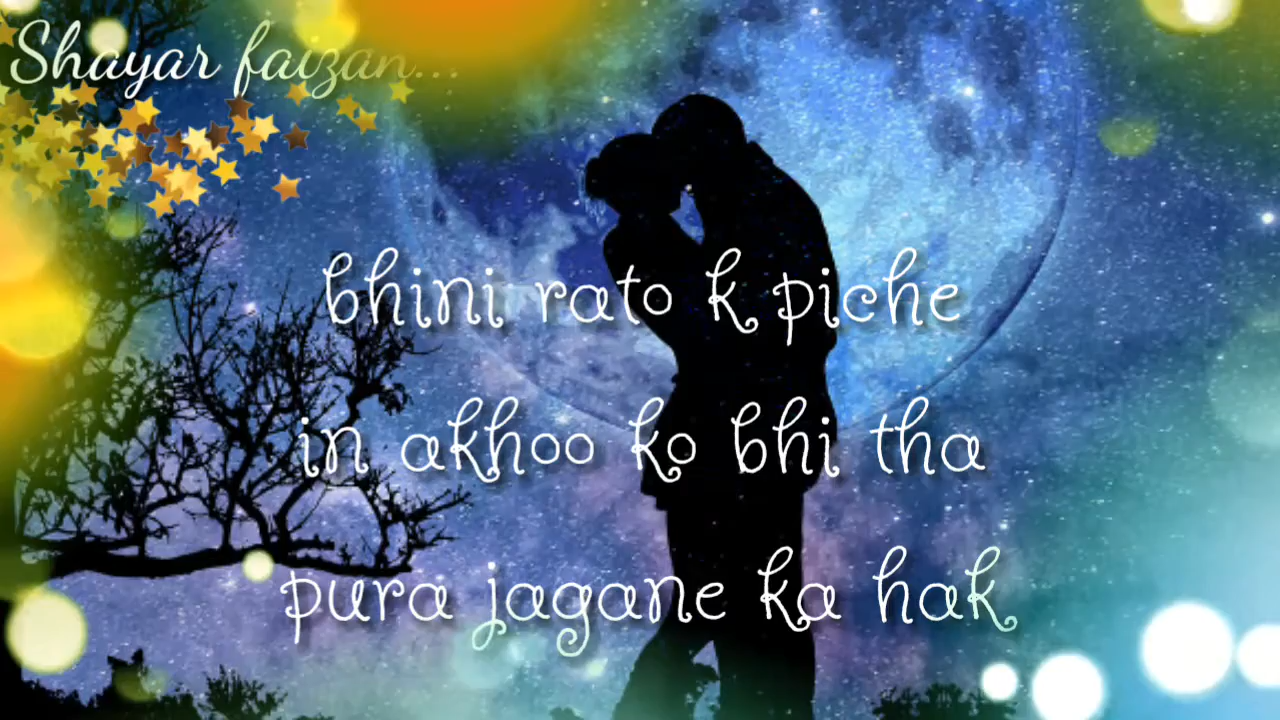 Shayar faizan...
bhini rato k piche
in akhoo ko bhi tha
pura jagane ka hak